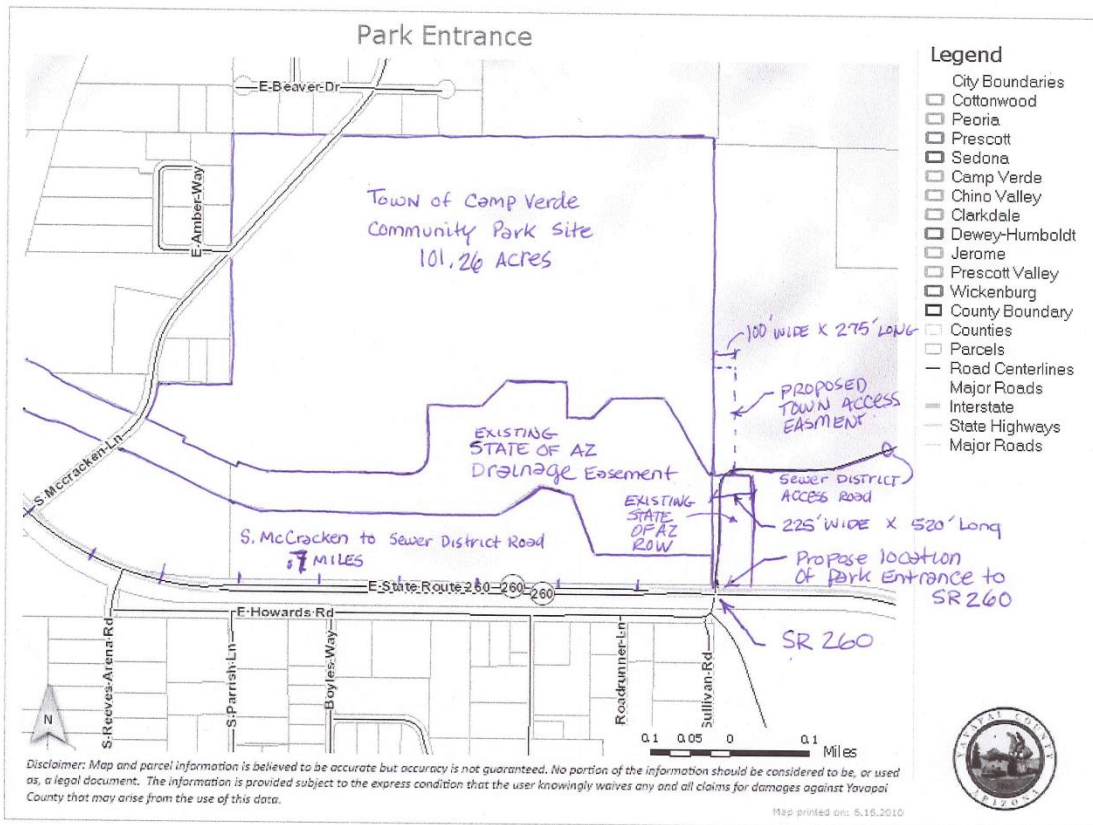 Park Entrance
E-Beaver-Dr
E-Amber-Way
Town of Camp Verde
Community Park Site
101.26 Acres
100' WIDE X 275' LONG
PROPOSED
TOWN ACCESS
EASMENT
S-Mccracken-Ln
EXISTING
STATE OF AZ
Drainage Easement
SEWER DISTRICT
ACCESS ROAD
EXISTING
STATE
OF AZ
ROW
225' WIDE X 520' Long
S. McCracken to Sewer District Road
.9 MILES
Propose location
Of Park Entrance to
SR260
E-State-Route-260
260
260
E-Howards-Rd
SR 260
S-Reeves-Arena-Rd
S-Parrish-Ln
Boyles-Way
Roadrunner-Ln
Sullivan-Rd
N
0.1 0.05 0 0.1
Miles
Legend
City Boundaries
Cottonwood
Peoria
Prescott
Sedona
Camp Verde
Chino Valley
Clarkdale
Dewey-Humboldt
Jerome
Prescott Valley
Wickenburg
County Boundary
Counties
Parcels
Road Centerlines
Major Roads
Interstate
State Highways
Major Roads
YAVAPAI COUNTY
ARIZONA
Disclaimer: Map and parcel information is believed to be accurate but accuracy is not guaranteed. No portion of the information should be considered to be, or used
as, a legal document. The information is provided subject to the express condition that the user knowingly waives any and all claims for damages against Yavapai
County that may arise from the use of this data.
Map printed on: 6.16.2010